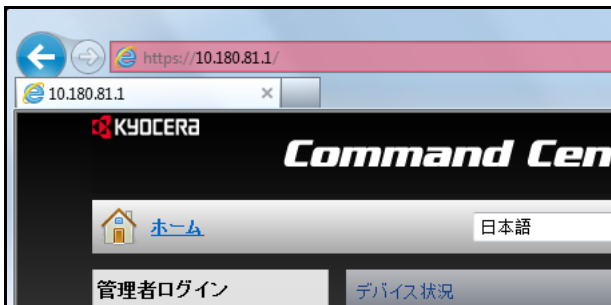 https://10.180.81.1/
10.180.81.1
KYOCERA
Command Cen
ホーム
日本語
管理者ログイン
デバイス状況